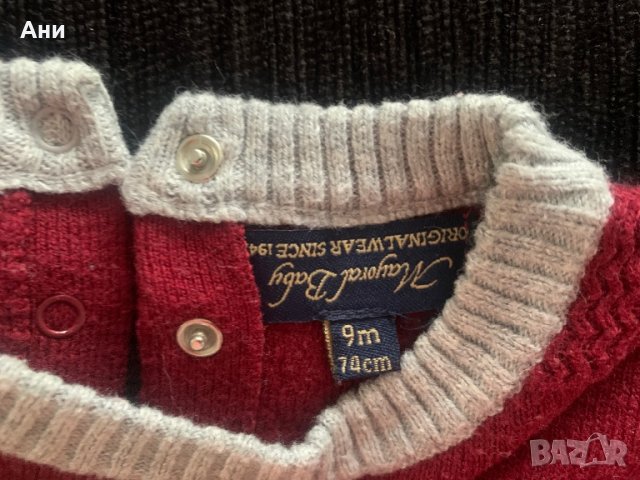 Ани
Mayoral Baby
ORIGINALWEAR SINCE 194
9m
74cm
BAZAR